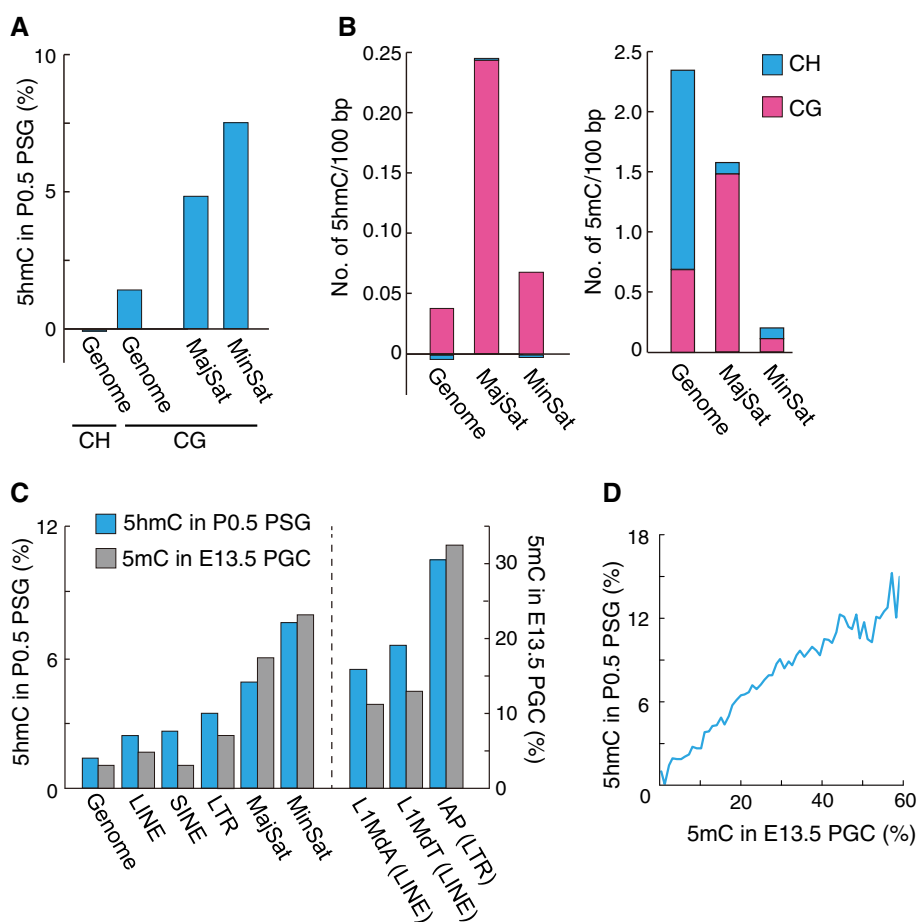 A
5hmC in P0.5 PSG (%)
10
5
0
Genome
Genome
MajSat
MinSat
CH
CG
B
No. of 5hmC/100 bp
0.25
0.20
0.15
0.10
0.05
0
Genome
MajSat
MinSat
No. of 5mC/100 bp
2.5
2.0
1.5
1.0
0.5
0
Genome
MajSat
MinSat
CH
CG
C
5hmC in P0.5 PSG (%)
12
6
0
5hmC in P0.5 PSG
5mC in E13.5 PGC
Genome
LINE
SINE
LTR
MajSat
MinSat
L1MdA (LINE)
L1MdT (LINE)
IAP (LTR)
30
20
10
0
5mC in E13.5 PGC (%)
D
5hmC in P0.5 PSG (%)
18
12
6
0
20
40
60
5mC in E13.5 PGC (%)